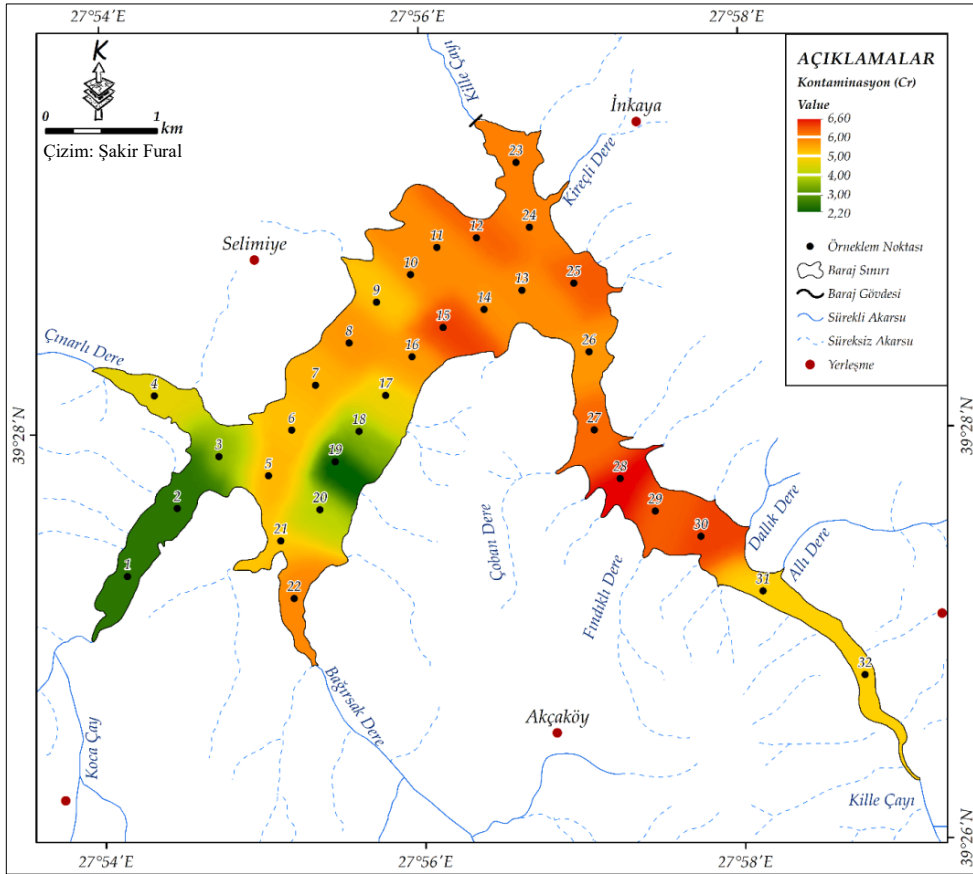 27°54′E
27°56′E
27°58′E
K
0 1
km
Çizim: Şakir Fural
Kille Çayı
İnkaya
Kireçli Dere
AÇIKLAMALAR
Kontaminasyon (Cr)
Value
6,60
6,00
5,00
4,00
3,00
2,20
Örneklem Noktası
Baraj Sınırı
Baraj Gövdesi
Sürekli Akarsu
Süreksiz Akarsu
Yerleşme
23
24
12
11
Selimiye
10
25
13
9
14
15
8
26
16
Çınarlı Dere
7
4
17
39°28′N
39°28′N
6
27
18
3
19
5
28
2
20
29
Çoban Dere
Dallık Dere
30
21
Allı Dere
1
31
22
Fındıklı Dere
32
Bağırsak Dere
Akçaköy
Koca Çay
Kille Çayı
39°26′N
27°54′E
27°56′E
27°58′E